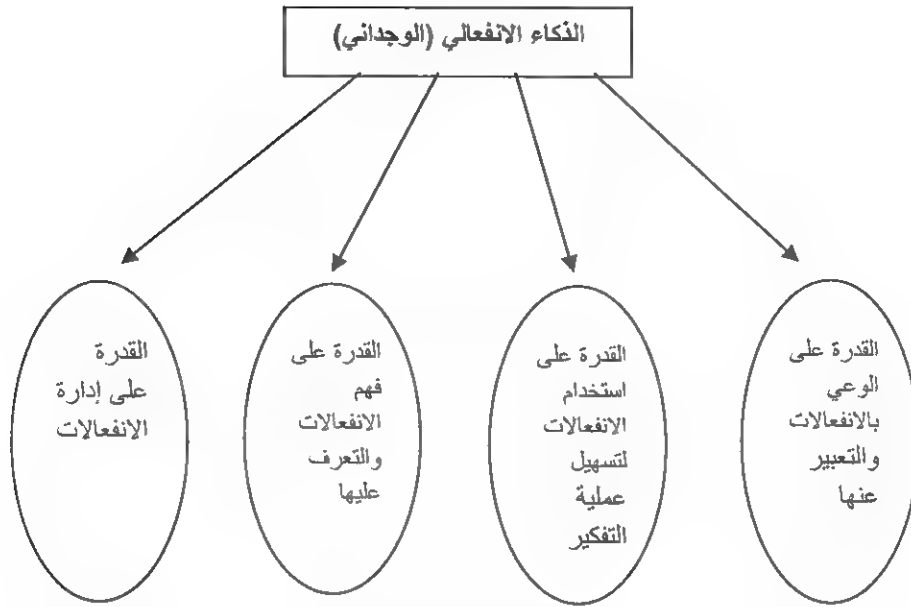 الذكاء الانفعالي (الوجداني)
القدرة على
الوعي
بالانفعالات
والتعبير
عنها
القدرة على
استخدام
الانفعالات
لتسهيل
عملية
التفكير
القدرة على
فهم
الانفعالات
والتعرف
عليها
القدرة
على إدارة
الانفعالات